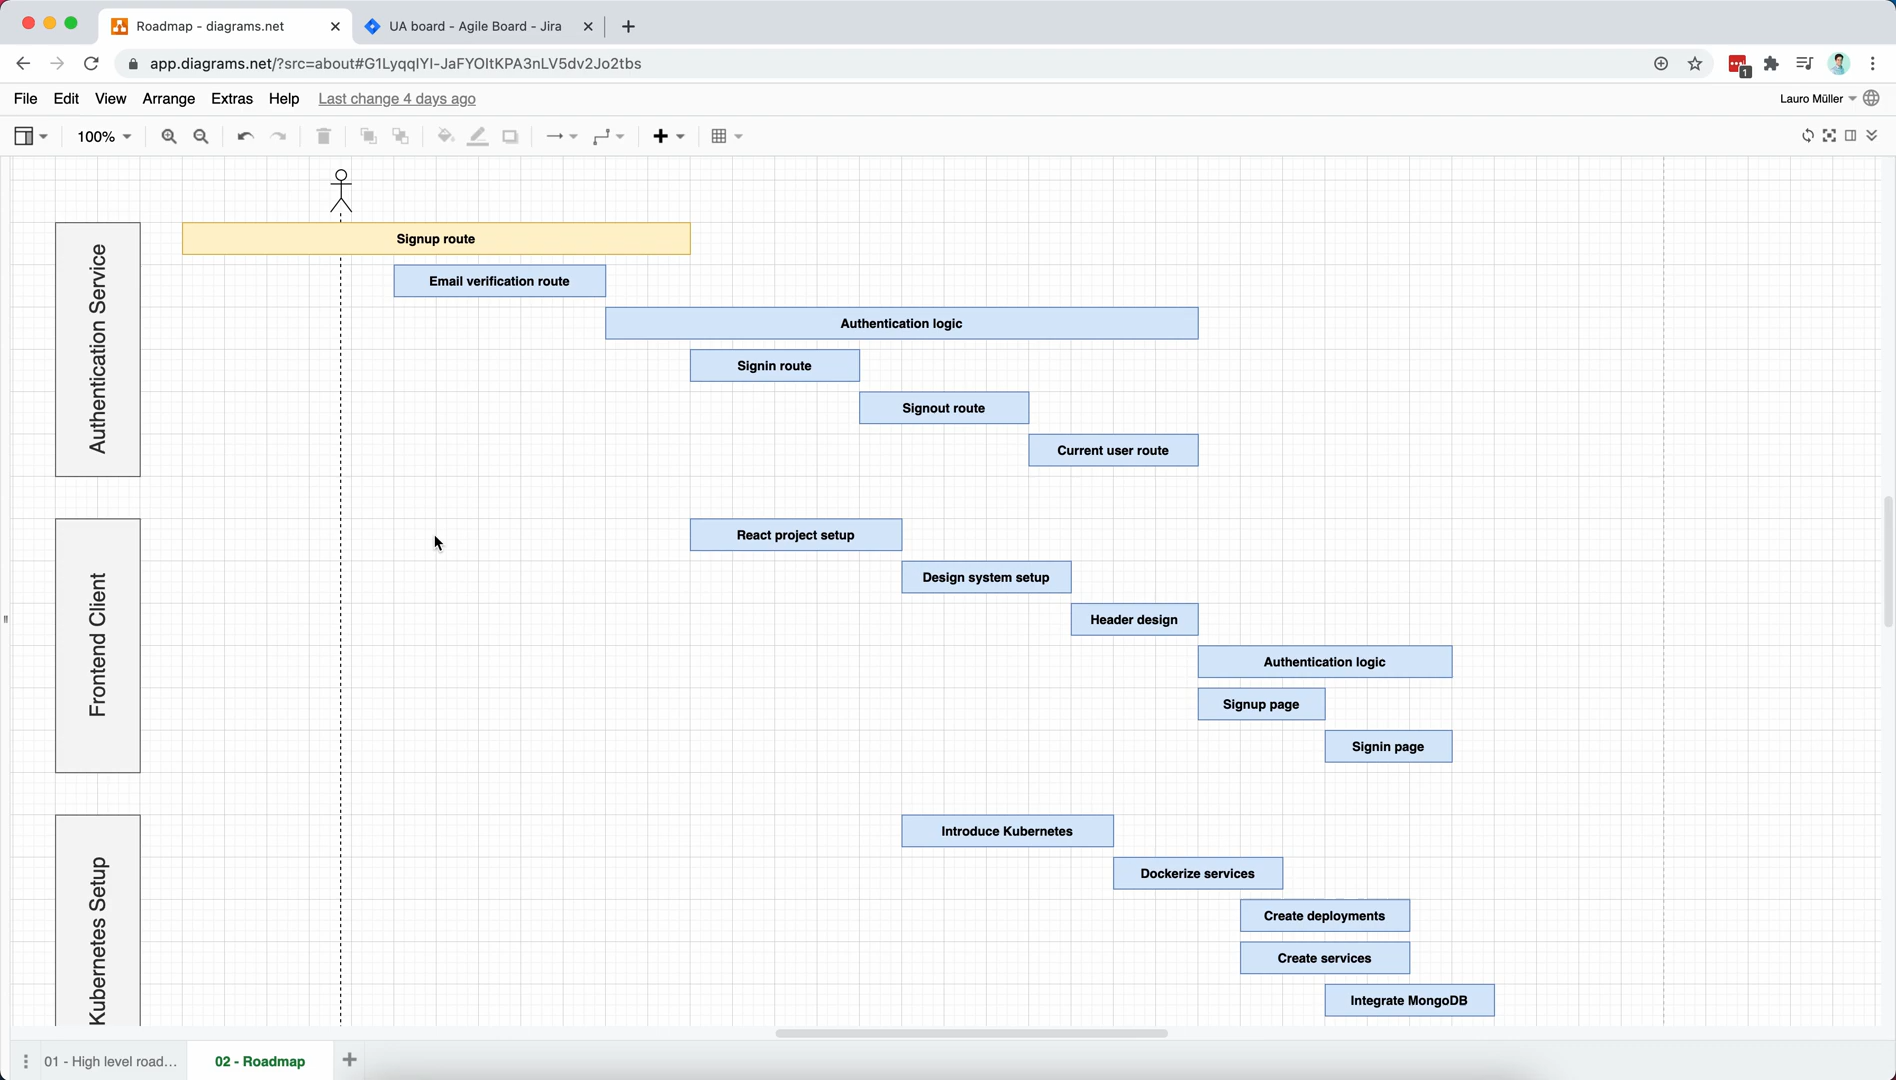 Roadmap - diagrams.net
UA board - Agile Board - Jira
app.diagrams.net/?src=about#G1LyqqIYI-JaFYOItKPA3nLV5dv2Jo2tbs
1
File Edit View Arrange Extras Help Last change 4 days ago
Lauro Müller
100%
Authentication Service
Signup route
Email verification route
Authentication logic
Signin route
Signout route
Current user route
Frontend Client
React project setup
Design system setup
Header design
Authentication logic
Signup page
Signin page
Kubernetes Setup
Introduce Kubernetes
Dockerize services
Create deployments
Create services
Integrate MongoDB
01 - High level road...
02 - Roadmap